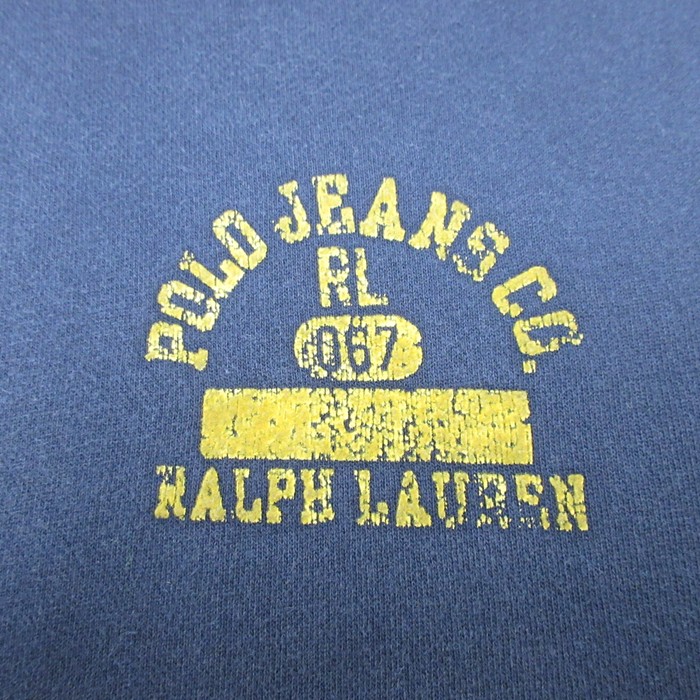 POLO JEANS CO.
RL
067
RALPH LAUREN